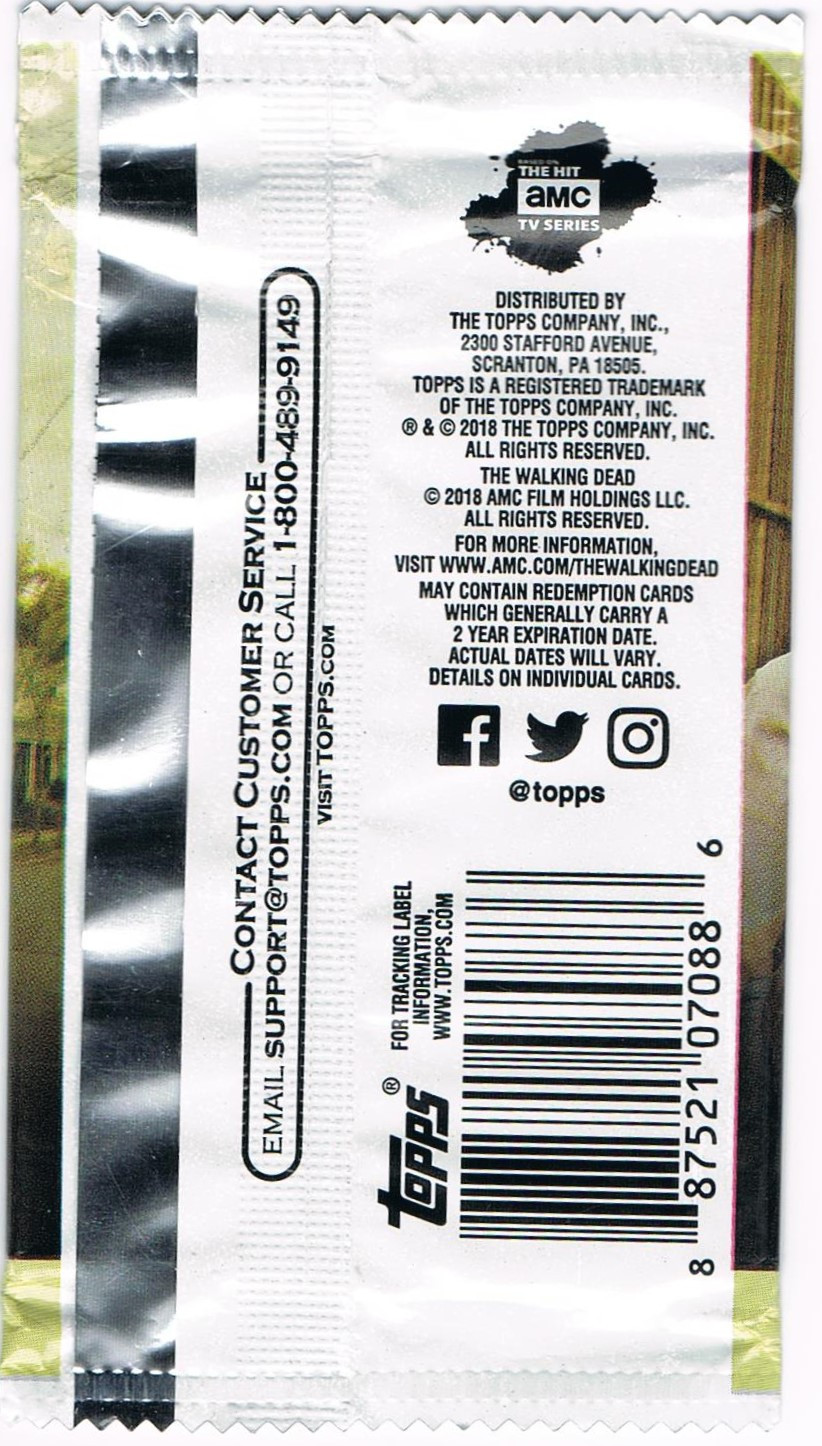 BASED ON
THE HIT
aMC
TV SERIES
DISTRIBUTED BY
THE TOPPS COMPANY, INC.,
2300 STAFFORD AVENUE,
SCRANTON, PA 18505.
TOPPS IS A REGISTERED TRADEMARK
OF THE TOPPS COMPANY, INC.
® & © 2018 THE TOPPS COMPANY, INC.
ALL RIGHTS RESERVED.
THE WALKING DEAD
© 2018 AMC FILM HOLDINGS LLC.
ALL RIGHTS RESERVED.
FOR MORE INFORMATION,
VISIT WWW.AMC.COM/THEWALKINGDEAD
MAY CONTAIN REDEMPTION CARDS
WHICH GENERALLY CARRY A
2 YEAR EXPIRATION DATE.
ACTUAL DATES WILL VARY.
DETAILS ON INDIVIDUAL CARDS.
@topps
CONTACT CUSTOMER SERVICE
EMAIL SUPPORT@TOPPS.COM OR CALL 1-800-489-9149
VISIT TOPPS.COM
topps®
FOR TRACKING LABEL
INFORMATION,
WWW.TOPPS.COM
8 87521 07088 6